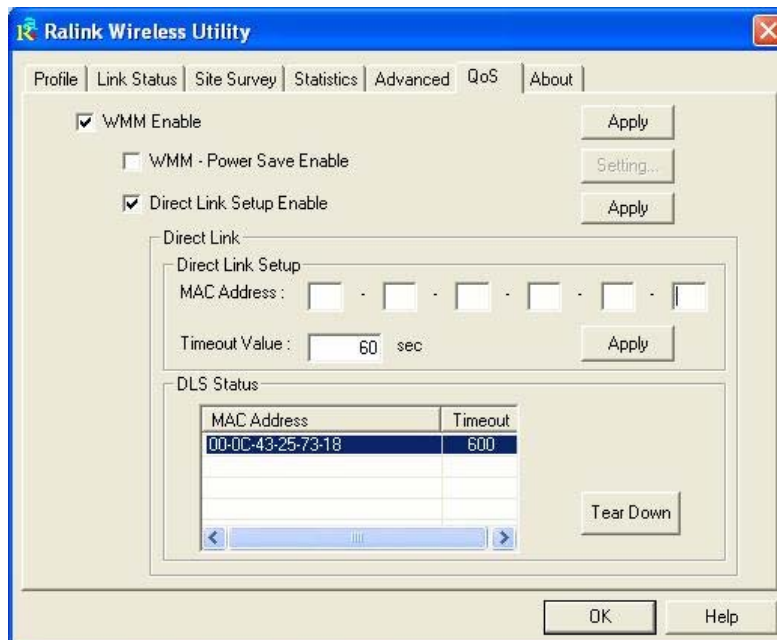 Ralink Wireless Utility
Profile Link Status Site Survey Statistics Advanced QoS About
WMM Enable Apply
WMM - Power Save Enable Setting...
Direct Link Setup Enable Apply
Direct Link
Direct Link Setup
MAC Address : - - - - -
Timeout Value : 60 sec Apply
DLS Status
MAC Address Timeout
00-0C-43-25-73-18 600
Tear Down
OK Help